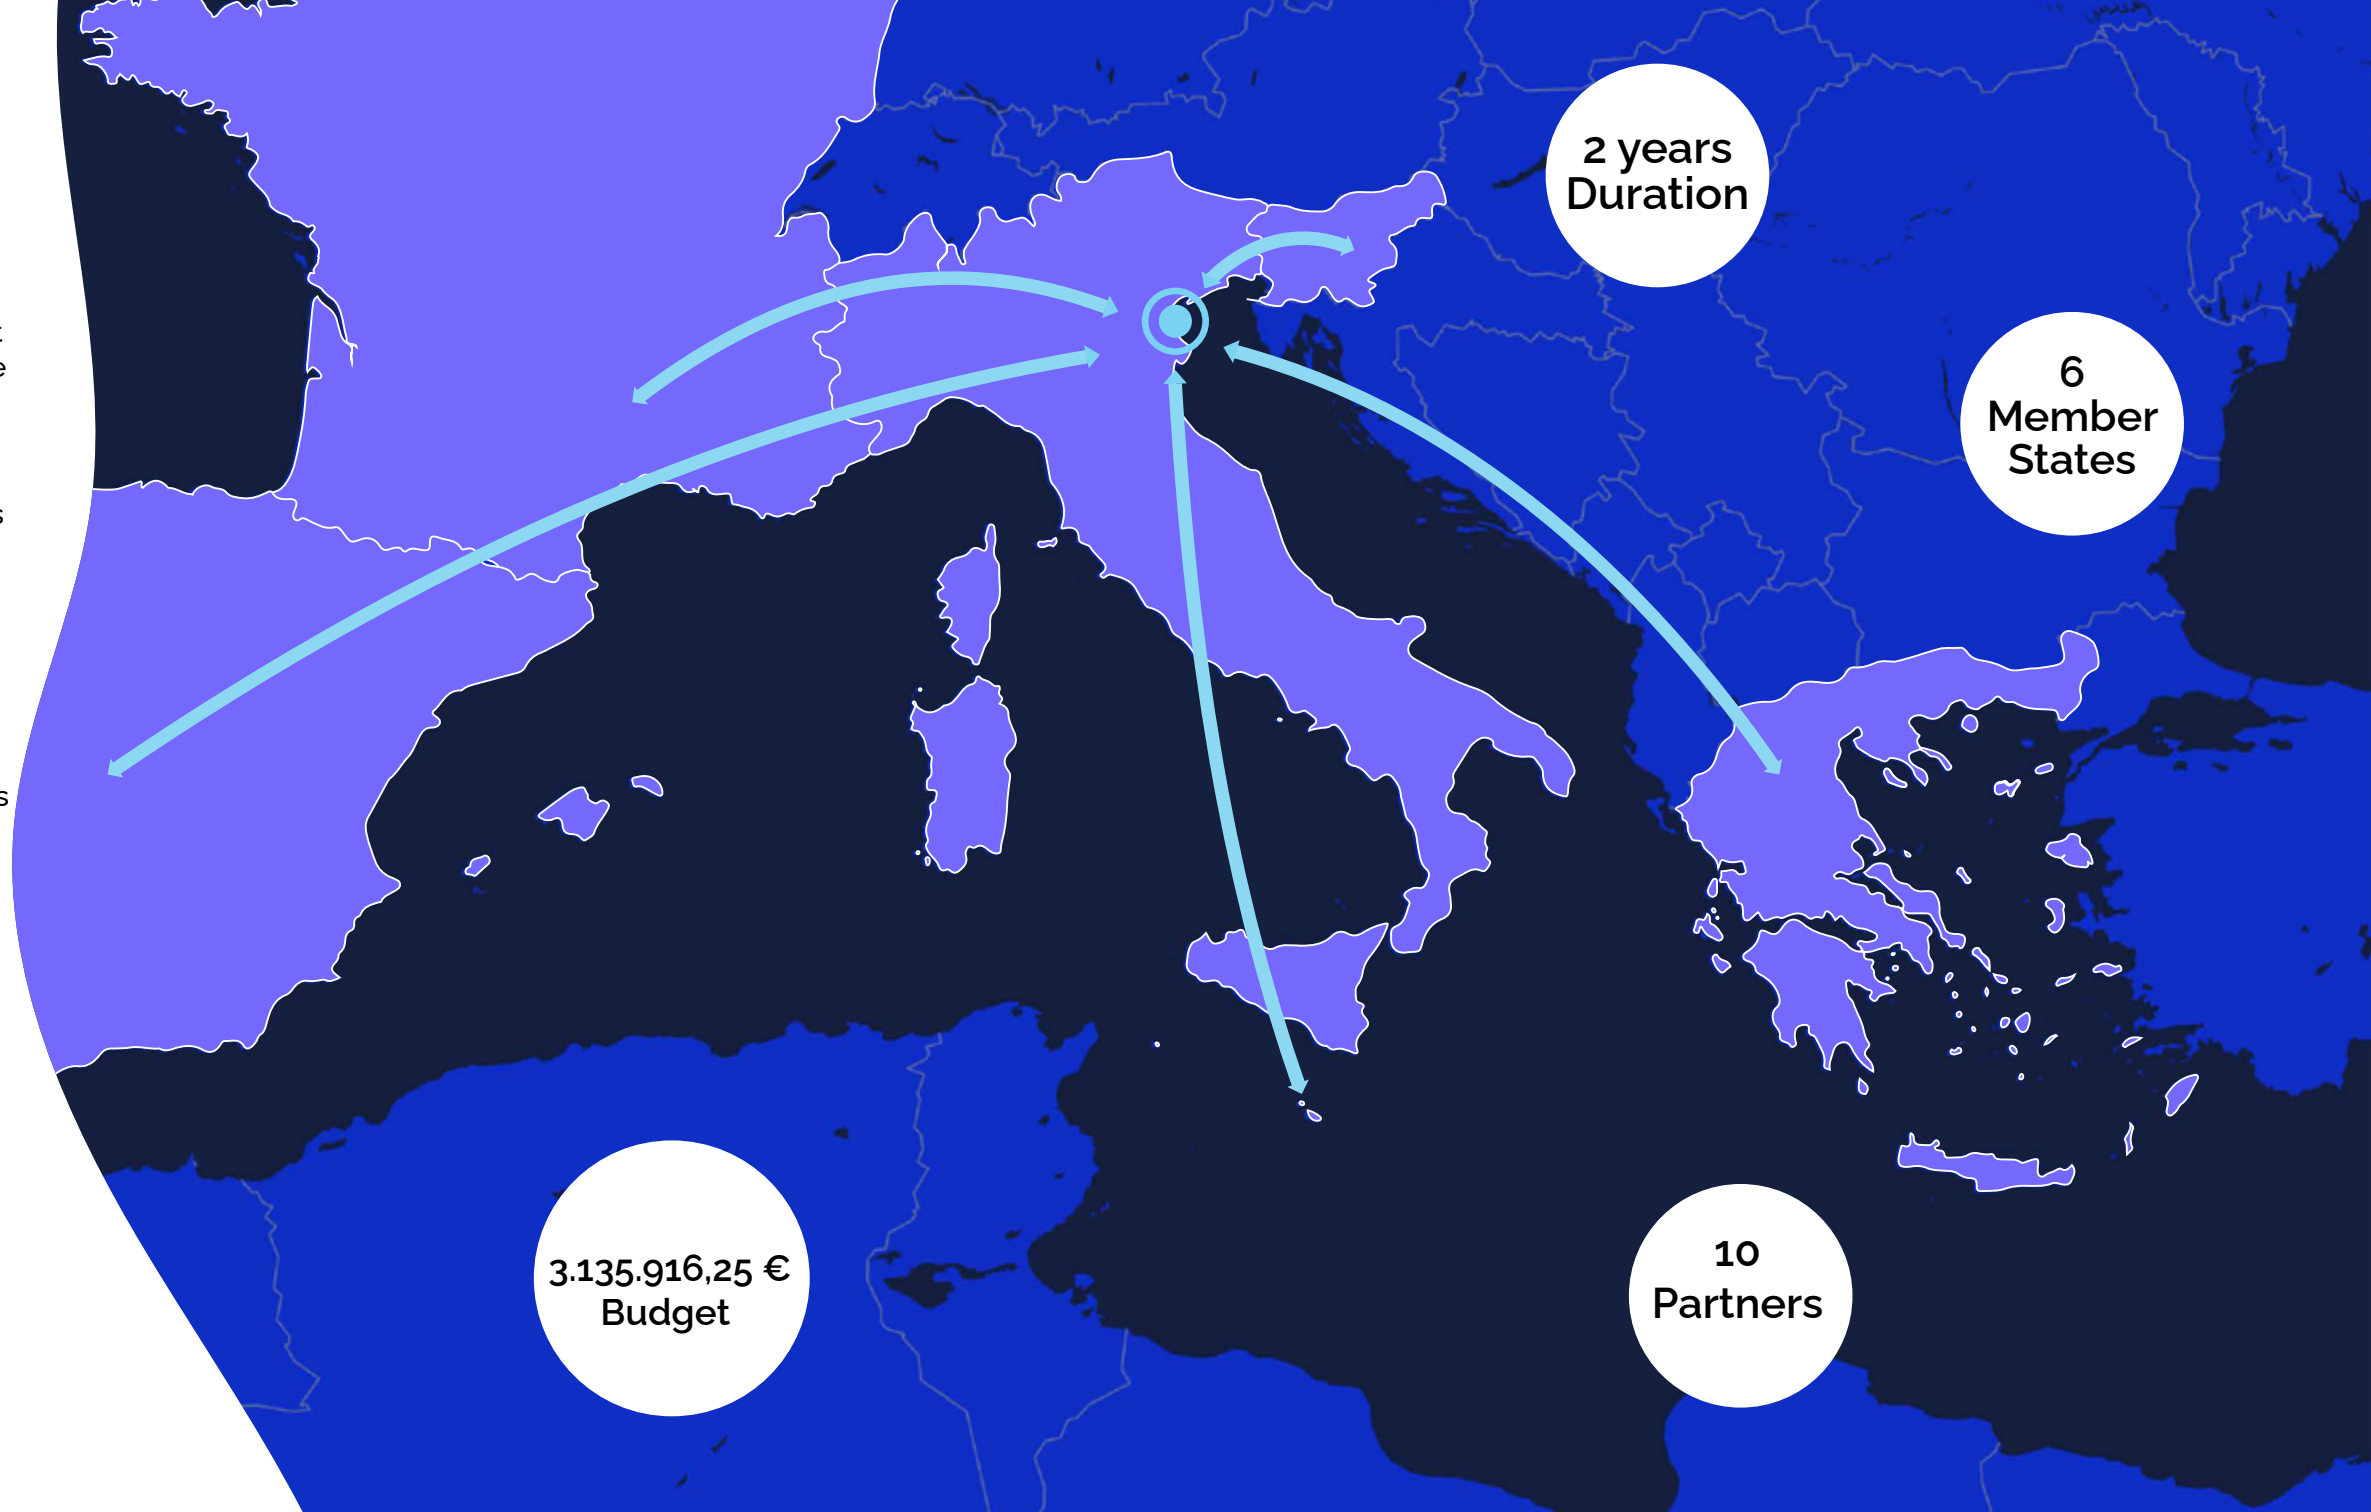 2 years
Duration
6
Member
States
3.135.916,25 €
Budget
10
Partners